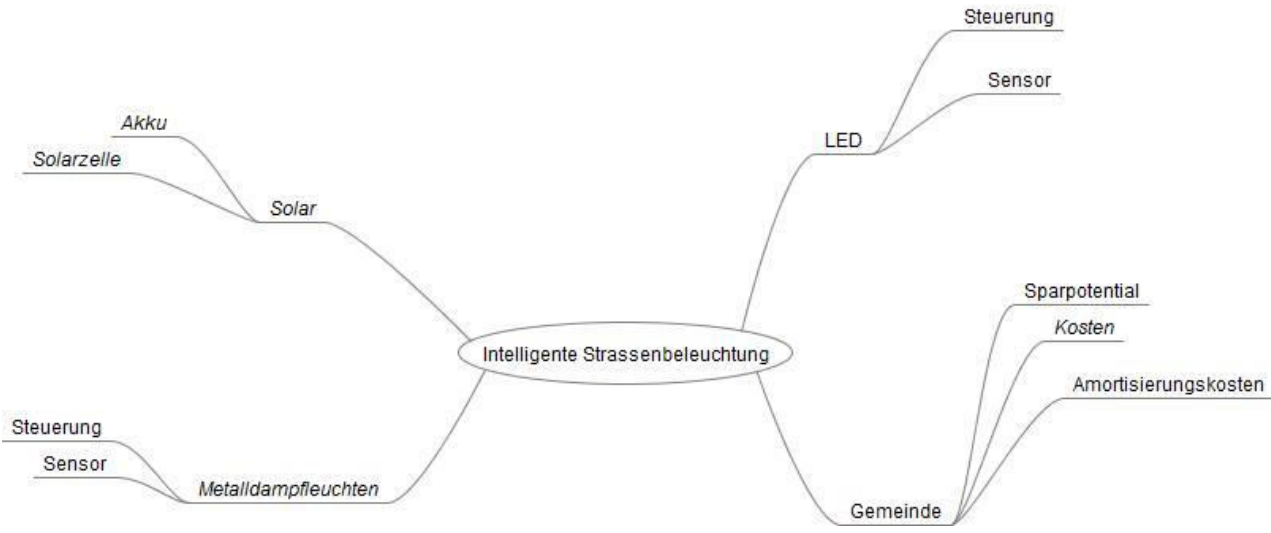 Steuerung
Sensor
LED
Akku
Solarzelle
Solar
Sparpotential
Kosten
Intelligente Strassenbeleuchtung
Amortisierungskosten
Steuerung
Sensor
Metalldampfleuchten
Gemeinde